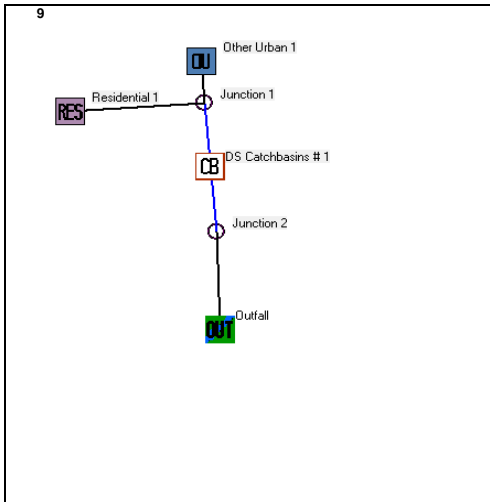 9
Other Urban 1
OU
Residential 1
Junction 1
RES
DS Catchbasins # 1
CB
Junction 2
Outfall
OUT